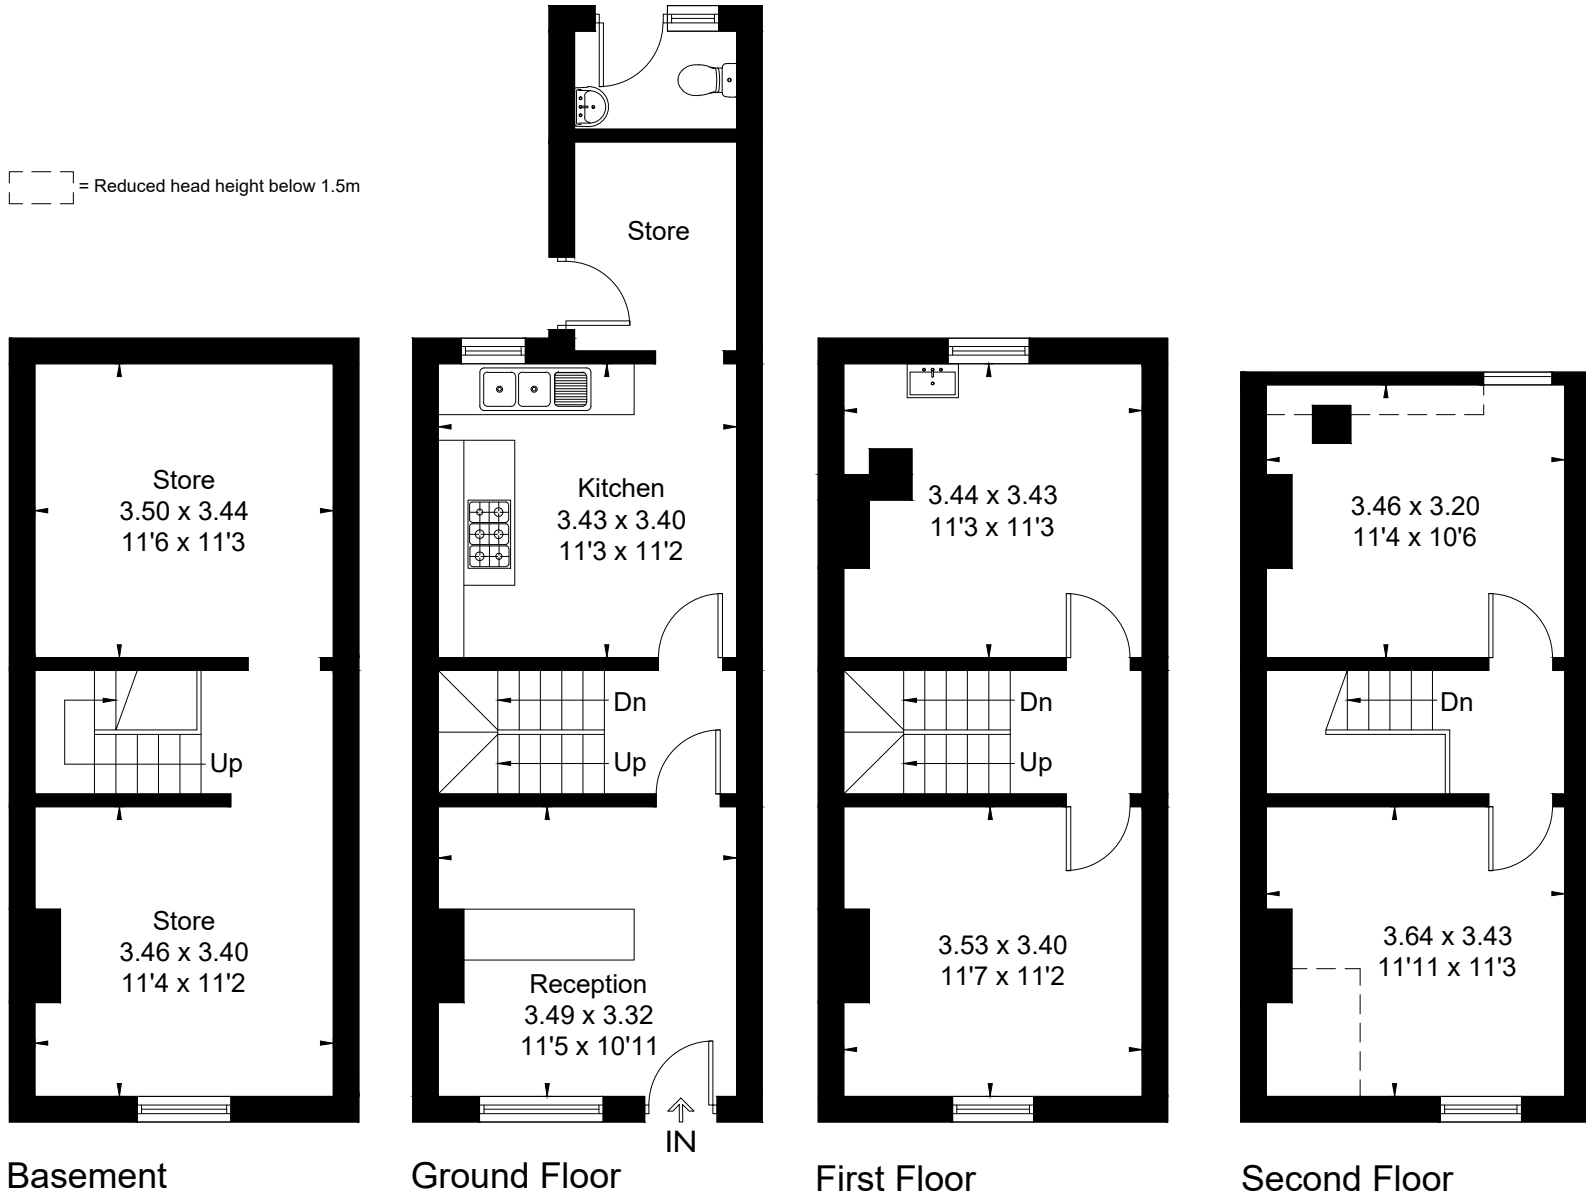 = Reduced head height below 1.5m
Store
Store
3.50 x 3.44
11'6 x 11'3
Up
Store
3.46 x 3.40
11'4 x 11'2
Basement
Kitchen
3.43 x 3.40
11'3 x 11'2
Dn
Up
Reception
3.49 x 3.32
11'5 x 10'11
IN
Ground Floor
3.44 x 3.43
11'3 x 11'3
Dn
Up
3.53 x 3.40
11'7 x 11'2
First Floor
3.46 x 3.20
11'4 x 10'6
Dn
3.64 x 3.43
11'11 x 11'3
Second Floor